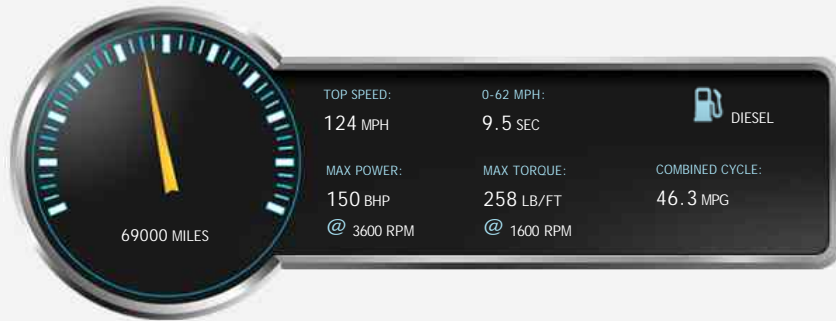 TOP SPEED:
124 MPH
0-62 MPH:
9.5 SEC
DIESEL
MAX POWER:
150 BHP
@ 3600 RPM
MAX TORQUE:
258 LB/FT
@ 1600 RPM
COMBINED CYCLE:
46.3 MPG
69000 MILES